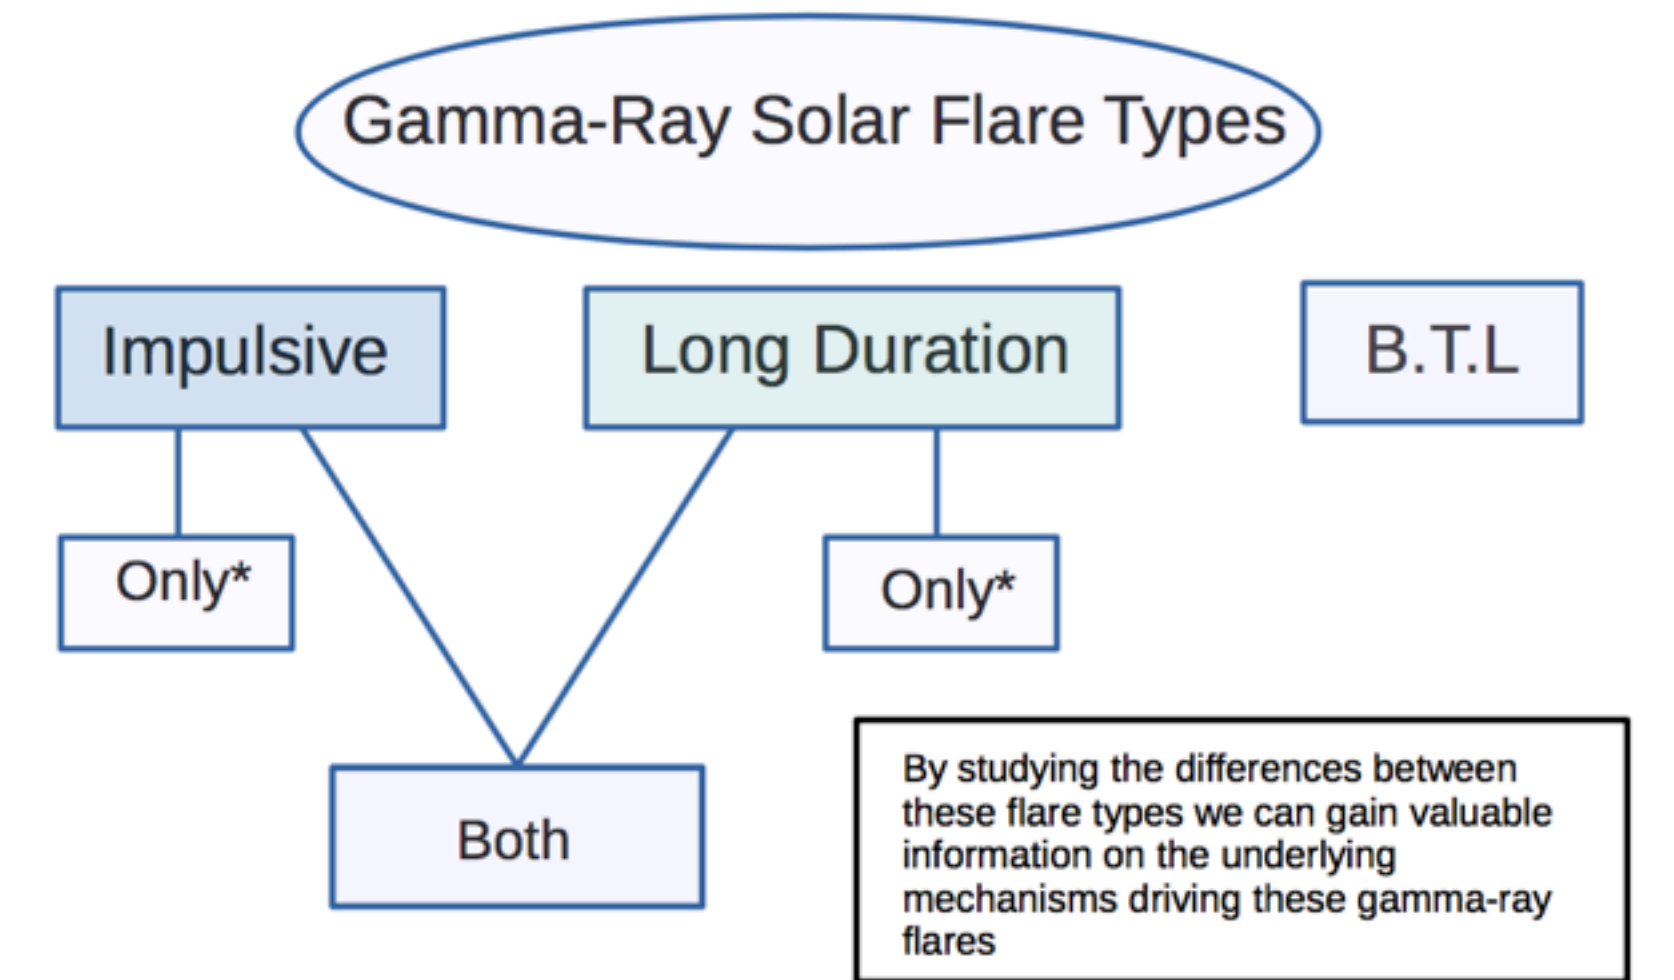 Gamma-Ray Solar Flare Types
Impulsive
Long Duration
B.T.L
Only*
Only*
Both
By studying the differences between
these flare types we can gain valuable
information on the underlying
mechanisms driving these gamma-ray
flares